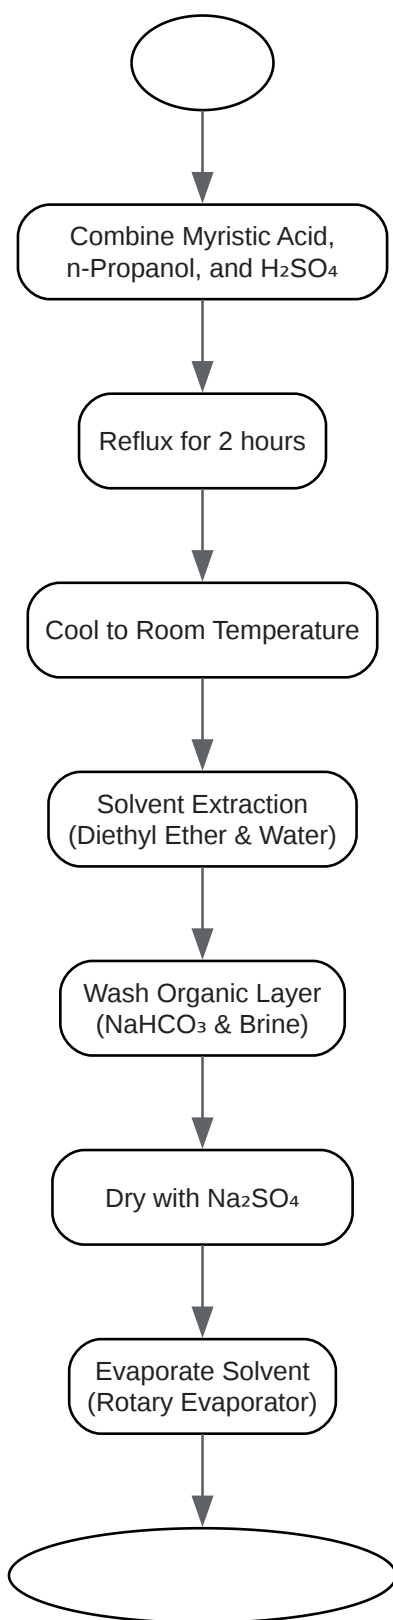 Combine Myristic Acid,
n-Propanol, and H₂SO₄
Reflux for 2 hours
Cool to Room Temperature
Solvent Extraction
(Diethyl Ether & Water)
Wash Organic Layer
(NaHCO₃ & Brine)
Dry with Na₂SO₄
Evaporate Solvent
(Rotary Evaporator)